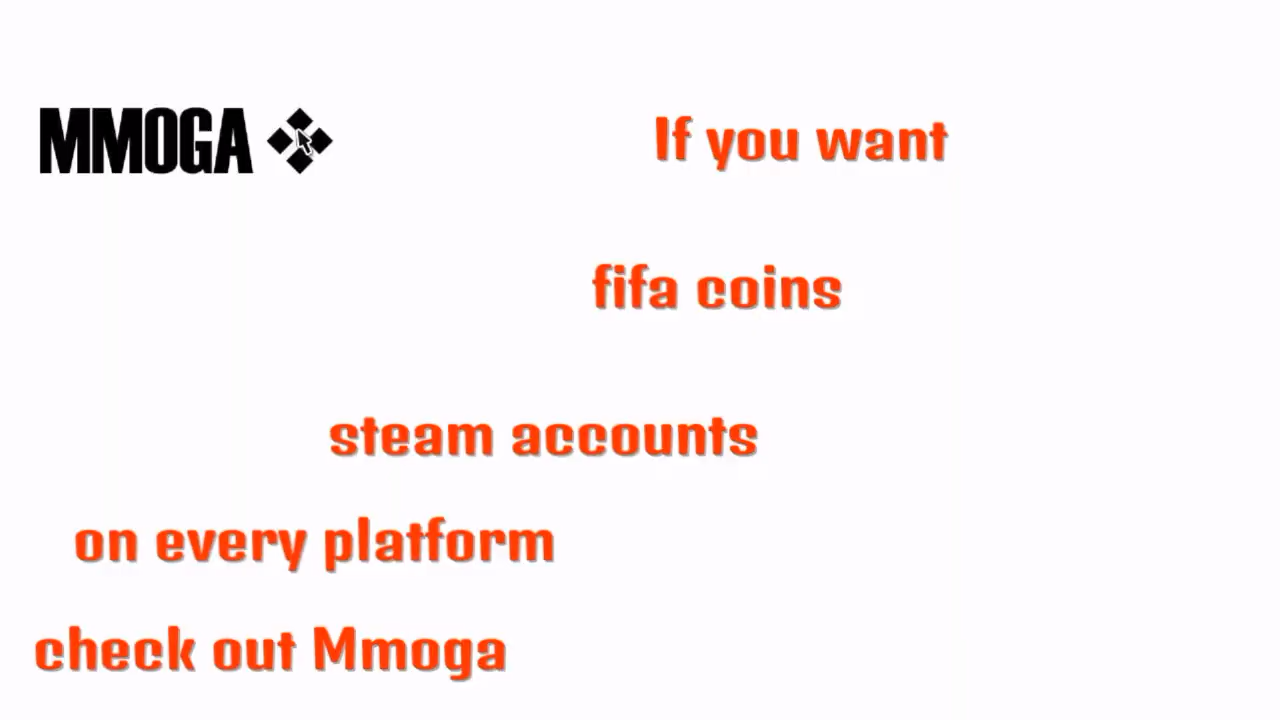 MMOGA
If you want
fifa coins
steam accounts
on every platform
check out Mmoga